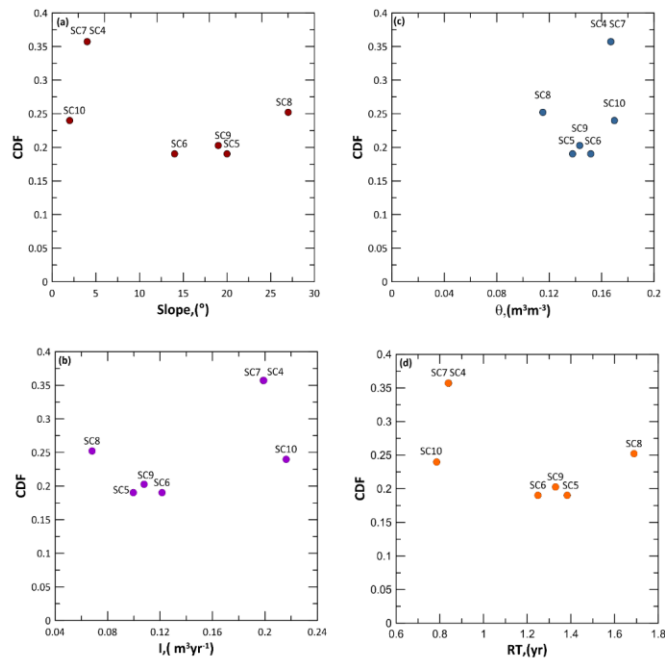 (a)
SC7 SC4
SC10
SC6
SC9
SC5
SC8
CDF
0.4
0.35
0.3
0.25
0.2
0.15
0.1
0.05
0
0 5 10 15 20 25 30
Slope,(°)
(c)
SC4 SC7
SC8
SC10
SC9
SC5 SC6
CDF
0.4
0.35
0.3
0.25
0.2
0.15
0.1
0.05
0
0 0.04 0.08 0.12 0.16 0.2
θ,(m³m-³)
(b)
SC7 SC4
SC8
SC10
SC9
SC5 SC6
CDF
0.4
0.35
0.3
0.25
0.2
0.15
0.1
0.05
0
0.04 0.08 0.12 0.16 0.2 0.24
I,( m³yr-¹)
(d)
SC7 SC4
SC10
SC8
SC9
SC6 SC5
CDF
0.4
0.35
0.3
0.25
0.2
0.15
0.1
0.05
0
0.6 0.8 1 1.2 1.4 1.6 1.8
RT,(yr)